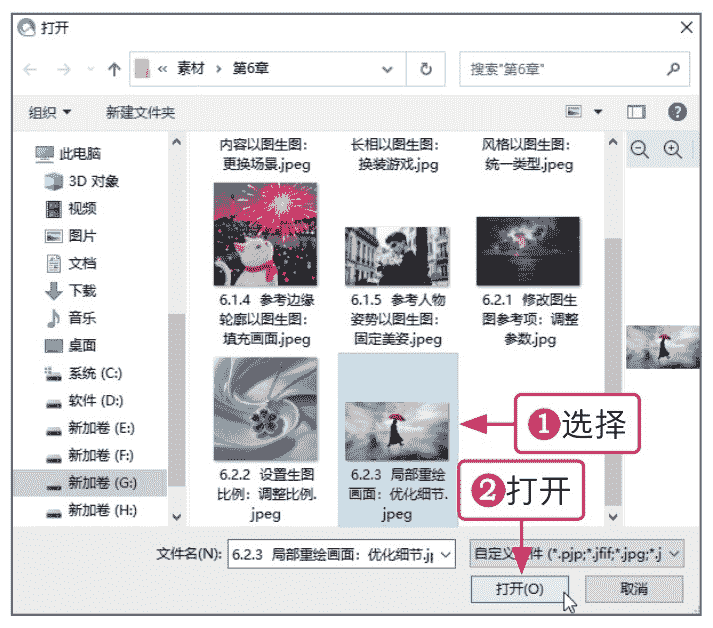 打开
« 素材 › 第6章
搜索"第6章"
组织
新建文件夹
此电脑
3D 对象
视频
图片
文档
下载
音乐
桌面
系统 (C:)
软件 (D:)
新加卷 (E:)
新加卷 (F:)
新加卷 (G:)
新加卷 (H:)
内容以图生图：
更换场景.jpeg
长相以图生图：
换装游戏.jpg
风格以图生图：
统一类型.jpeg
6.1.4 参考边缘
轮廓以图生图：
填充画面.jpeg
6.1.5 参考人物
姿势以图生图：
固定美姿.jpeg
6.2.1 修改图生
图参考项：调整
参数.jpg
6.2.2 设置生图
比例：调整比例.
jpeg
6.2.3 局部重绘
画面：优化细节.
jpeg
❶选择
❷打开
文件名(N):
6.2.3 局部重绘画面：优化细节.j
自定义 件 (*.pjp;*.jfif;*.jpg;*.j
打开(O)
取消